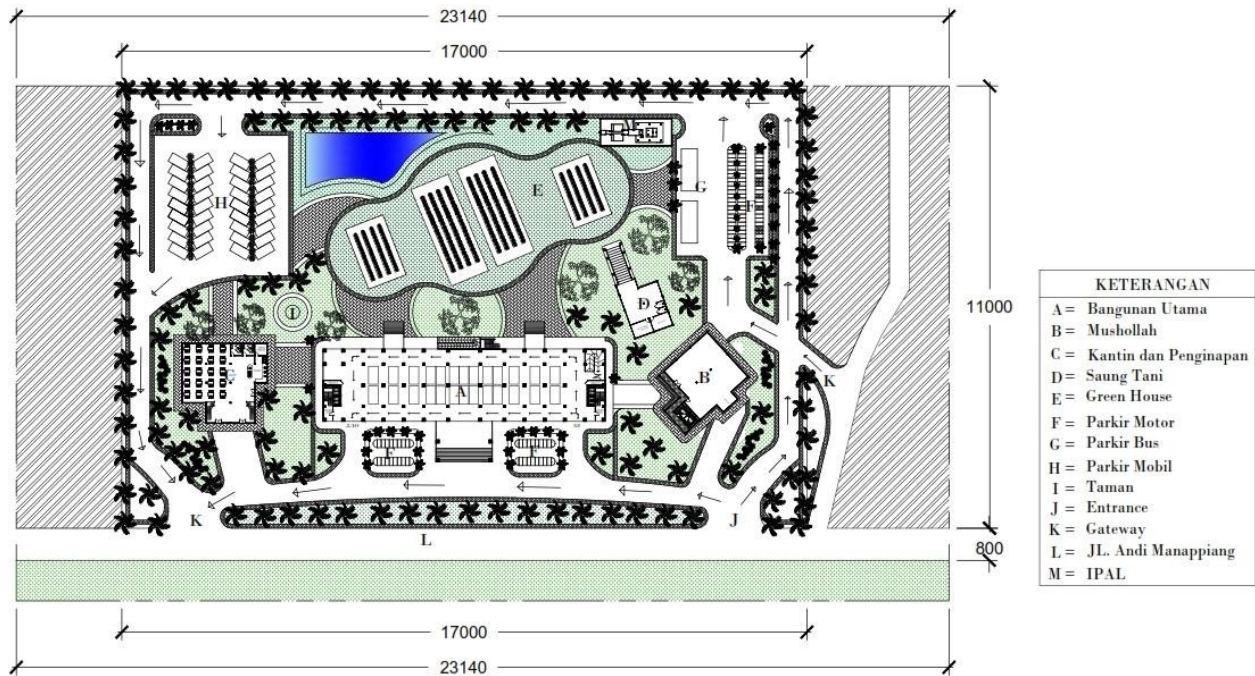 23140
17000
E
G
F
H
11000
D
I
KETERANGAN
A = Bangunan Utama
B = Mushollah
C = Kantin dan Penginapan
D = Saung Tani
E = Green House
F = Parkir Motor
G = Parkir Bus
H = Parkir Mobil
I = Taman
J = Entrance
K = Gateway
L = JL. Andi Manappiang
M = IPAL
C
B
K
A
F
F
K
J
L
800
17000
23140